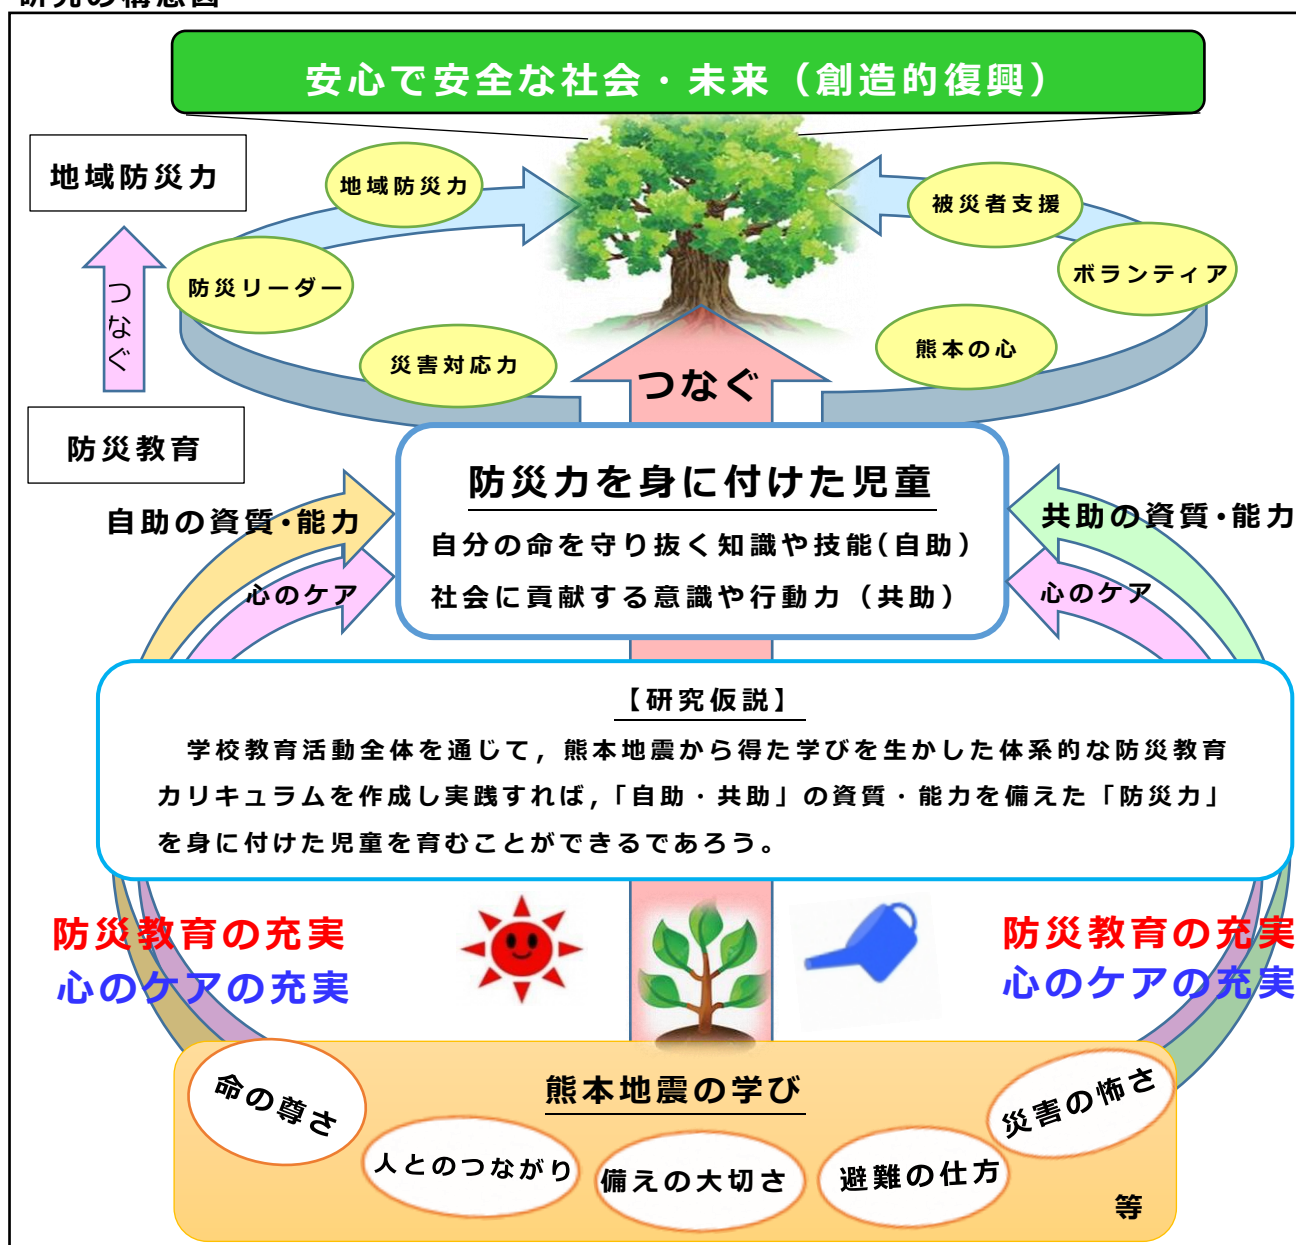 研究の構想図
安心で安全な社会・未来（創造的復興）
地域防災力
つなぐ
防災教育
地域防災力
防災リーダー
災害対応力
被災者支援
ボランティア
熊本の心
つなぐ
防災力を身に付けた児童
自分の命を守り抜く知識や技能（自助）
社会に貢献する意識や行動力（共助）
自助の資質・能力
心のケア
共助の資質・能力
心のケア
【研究仮説】
学校教育活動全体を通じて，熊本地震から得た学びを生かした体系的な防災教育
カリキュラムを作成し実践すれば，「自助・共助」の資質・能力を備えた「防災力」
を身に付けた児童を育むことができるであろう。
防災教育の充実
心のケアの充実
防災教育の充実
心のケアの充実
熊本地震の学び
命の尊さ
人とのつながり
備えの大切さ
避難の仕方
災害の怖さ
等